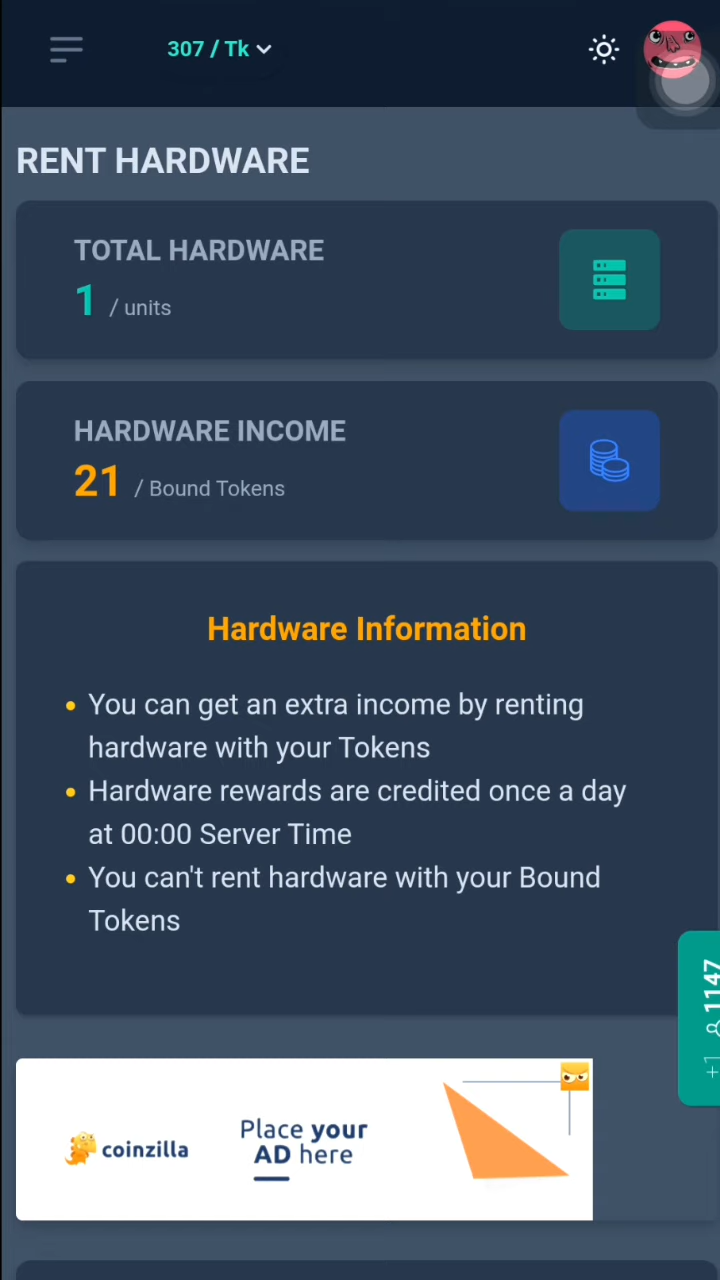 307 / Tk
RENT HARDWARE
TOTAL HARDWARE
1 / units
HARDWARE INCOME
21 / Bound Tokens
Hardware Information
You can get an extra income by renting
hardware with your Tokens
Hardware rewards are credited once a day
at 00:00 Server Time
You can't rent hardware with your Bound
Tokens
+1 1147
coinzilla
Place your
AD here